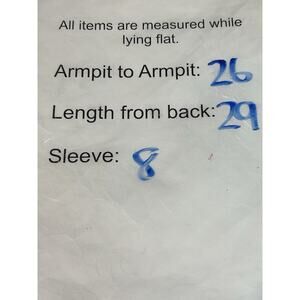 All items are measured while
lying flat.
Armpit to Armpit: 26
Length from back: 29
Sleeve: 8